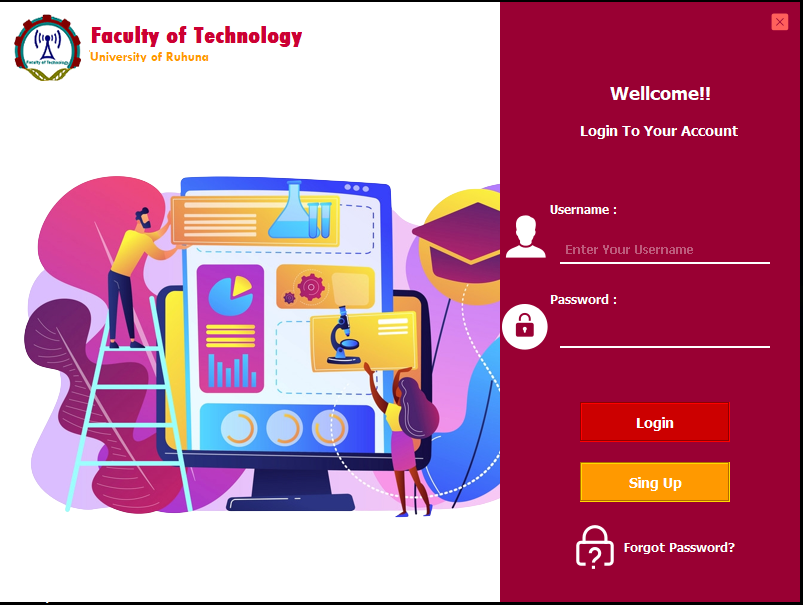 Faculty of Technology
University of Ruhuna
Faculty of Technology
Wellcome!!
Login To Your Account
Username :
Enter Your Username
Password :
Login
Sing Up
Forgot Password?